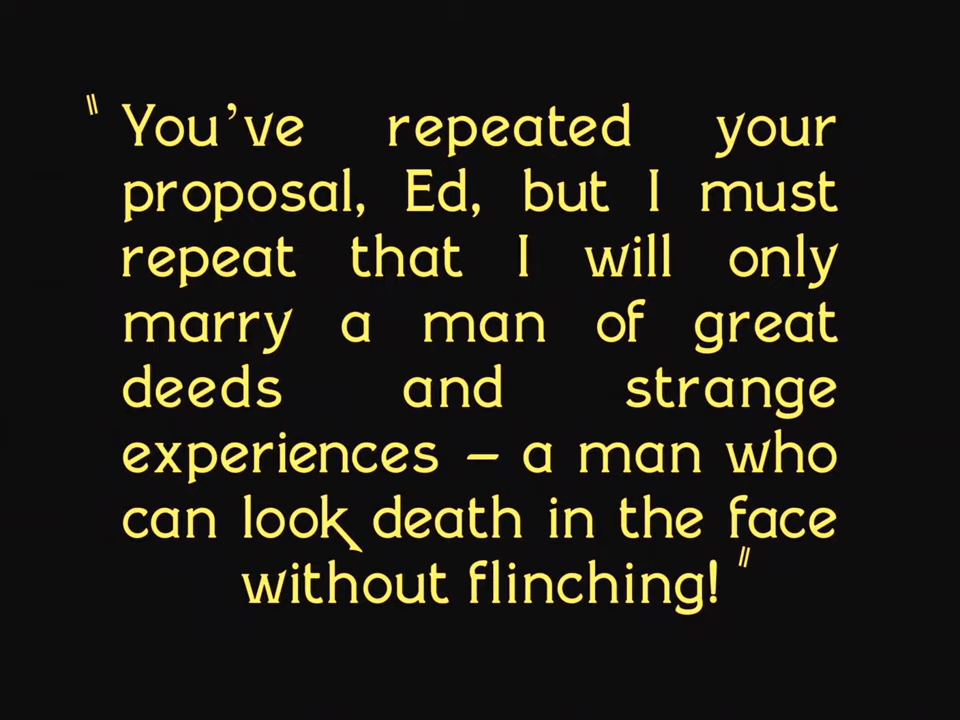 "You’ve repeated your
proposal, Ed, but I must
repeat that I will only
marry a man of great
deeds and strange
experiences – a man who
can look death in the face
without flinching!"